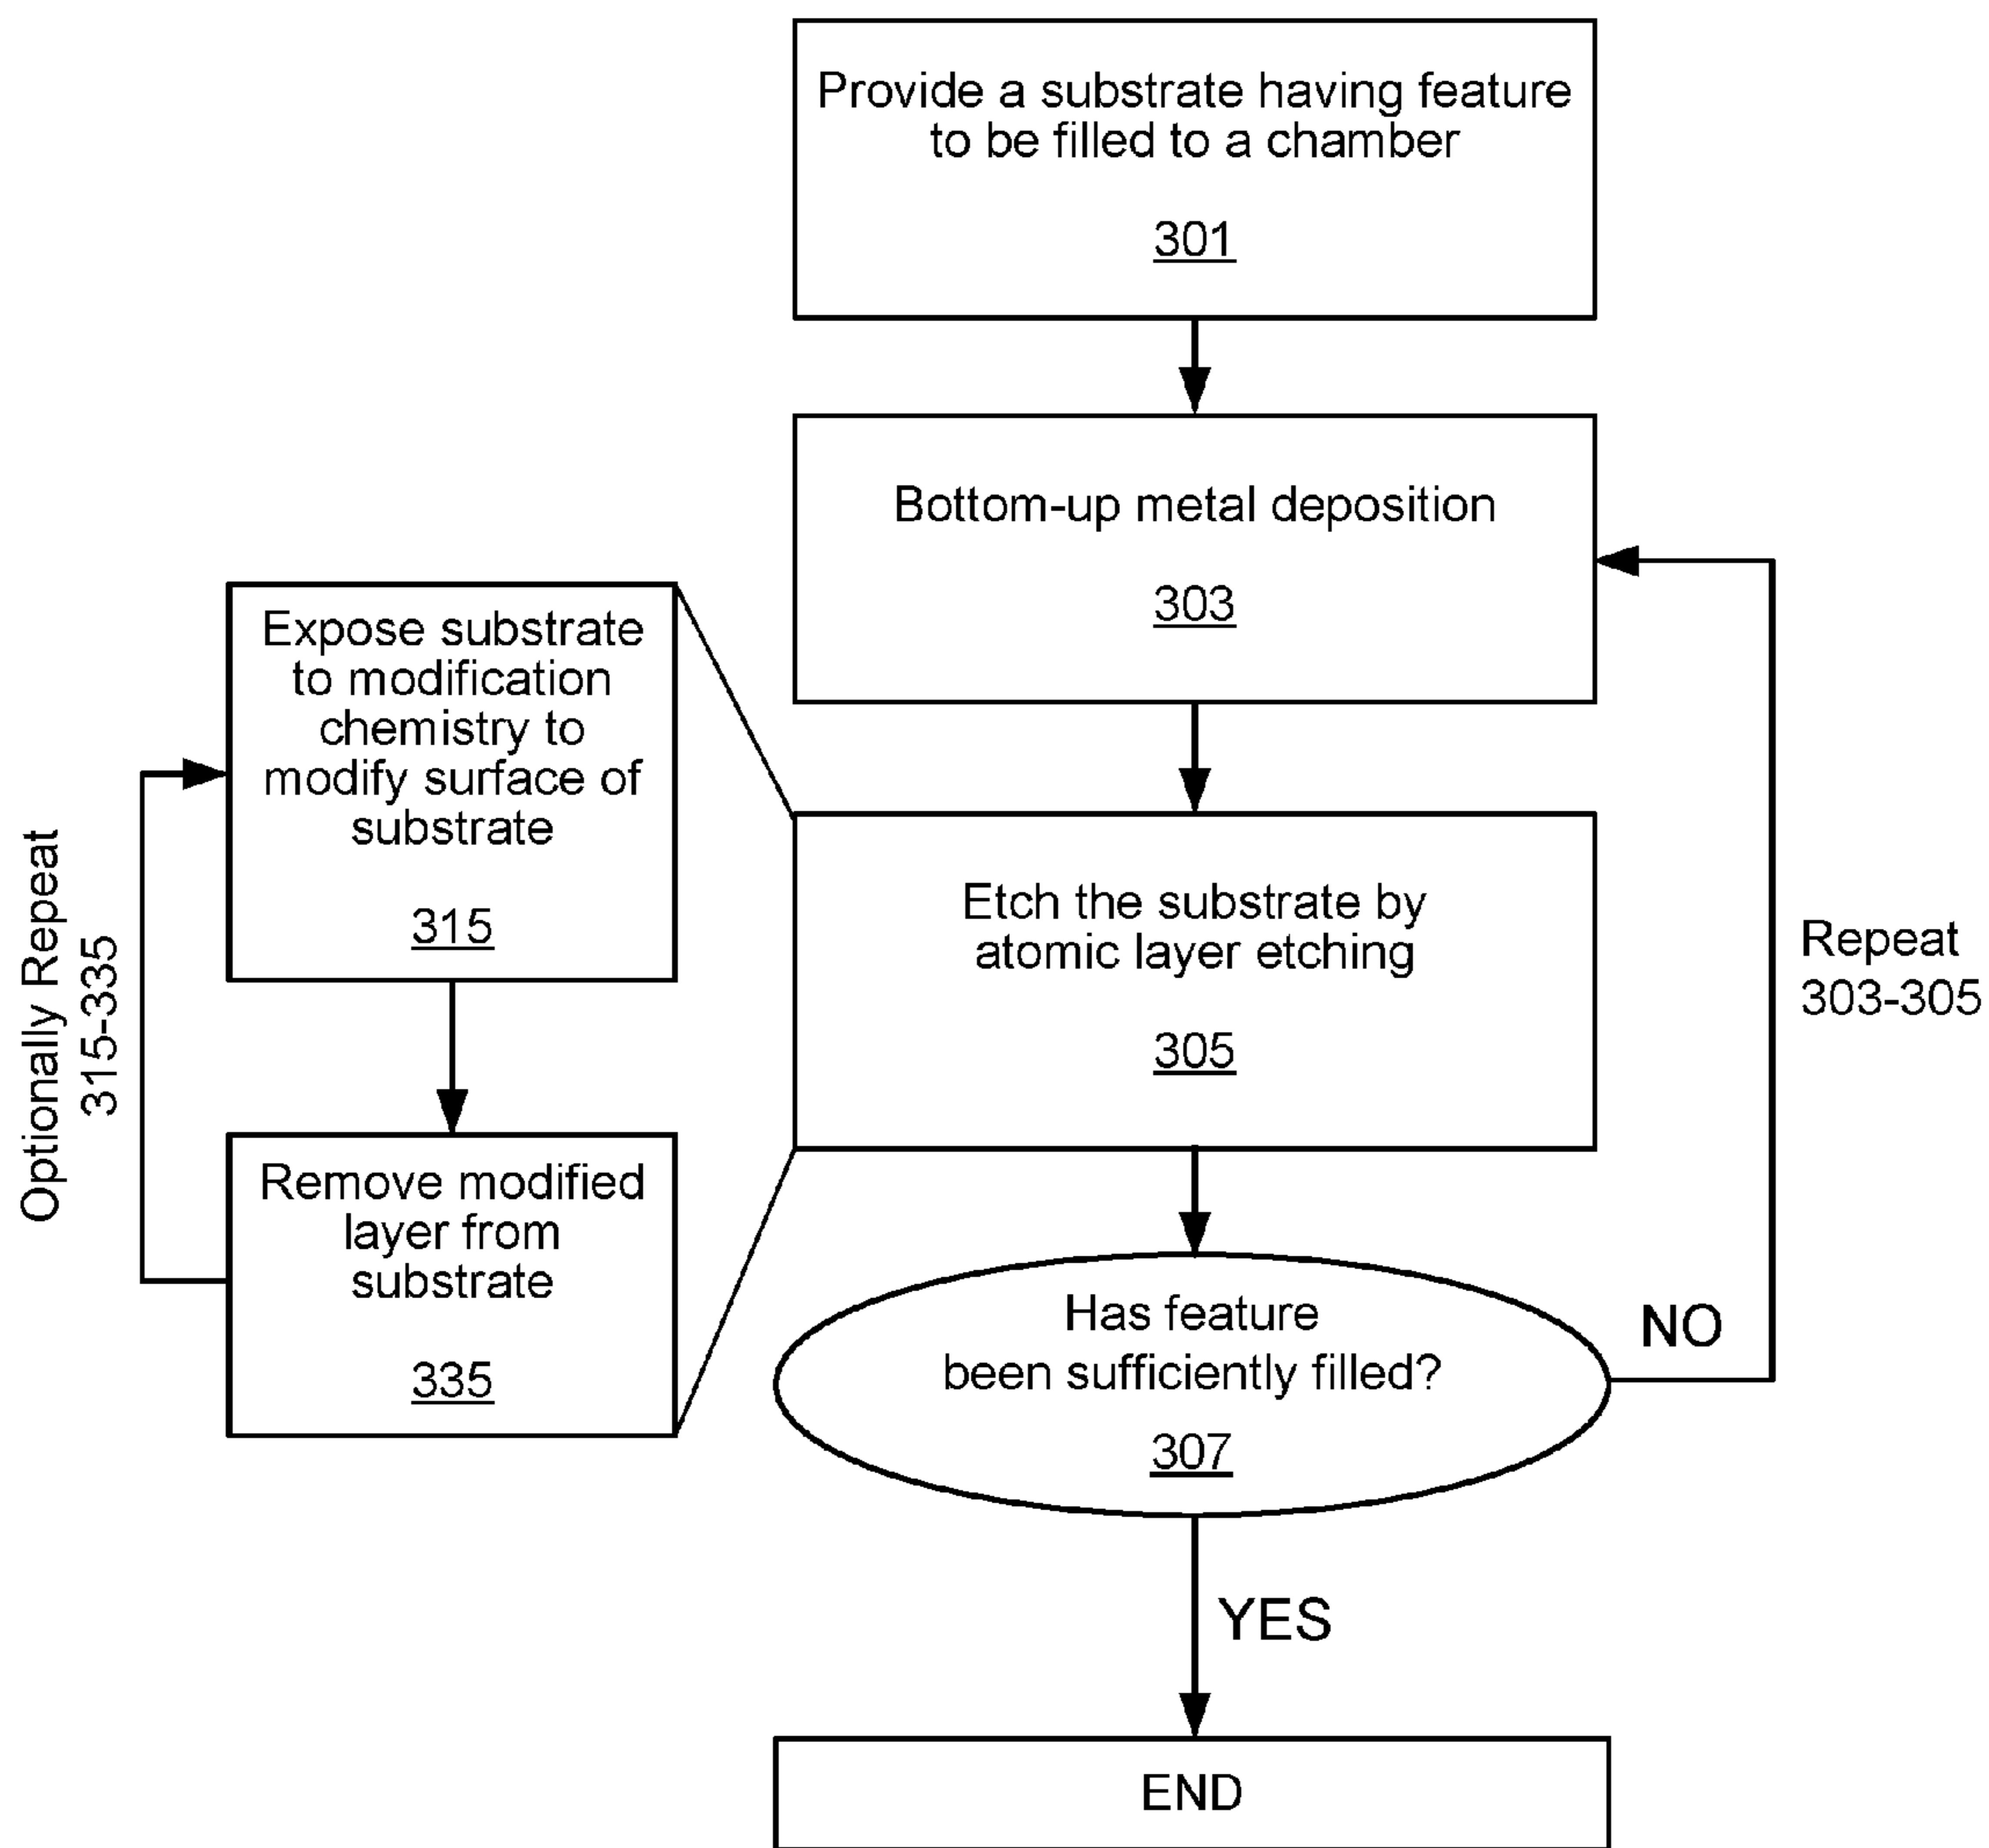 Provide a substrate having feature
to be filled to a chamber
301
Bottom-up metal deposition
303
Expose substrate
to modification
chemistry to
modify surface of
substrate
315
Optionally Repeat
315-335
Remove modified
layer from
substrate
335
Etch the substrate by
atomic layer etching
305
Repeat
303-305
Has feature
been sufficiently filled?
307
NO
YES
END